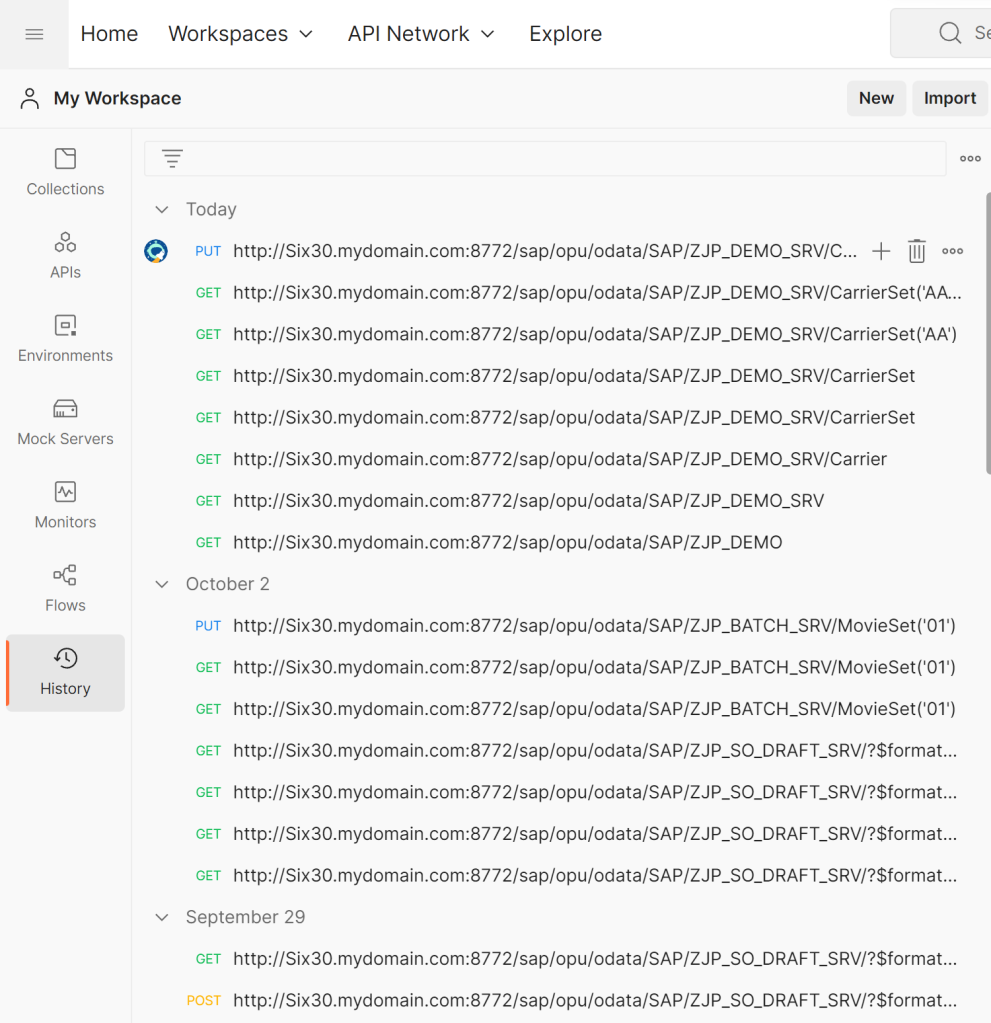 Home Workspaces API Network Explore Se
My Workspace New Import
Collections
APIs
Environments
Mock Servers
Monitors
Flows
History
Today
PUT http://Six30.mydomain.com:8772/sap/opu/odata/SAP/ZJP_DEMO_SRV/C...
GET http://Six30.mydomain.com:8772/sap/opu/odata/SAP/ZJP_DEMO_SRV/CarrierSet('AA...
GET http://Six30.mydomain.com:8772/sap/opu/odata/SAP/ZJP_DEMO_SRV/CarrierSet('AA')
GET http://Six30.mydomain.com:8772/sap/opu/odata/SAP/ZJP_DEMO_SRV/CarrierSet
GET http://Six30.mydomain.com:8772/sap/opu/odata/SAP/ZJP_DEMO_SRV/CarrierSet
GET http://Six30.mydomain.com:8772/sap/opu/odata/SAP/ZJP_DEMO_SRV/Carrier
GET http://Six30.mydomain.com:8772/sap/opu/odata/SAP/ZJP_DEMO_SRV
GET http://Six30.mydomain.com:8772/sap/opu/odata/SAP/ZJP_DEMO
October 2
PUT http://Six30.mydomain.com:8772/sap/opu/odata/SAP/ZJP_BATCH_SRV/MovieSet('01')
GET http://Six30.mydomain.com:8772/sap/opu/odata/SAP/ZJP_BATCH_SRV/MovieSet('01')
GET http://Six30.mydomain.com:8772/sap/opu/odata/SAP/ZJP_BATCH_SRV/MovieSet('01')
GET http://Six30.mydomain.com:8772/sap/opu/odata/SAP/ZJP_SO_DRAFT_SRV/?$format...
GET http://Six30.mydomain.com:8772/sap/opu/odata/SAP/ZJP_SO_DRAFT_SRV/?$format...
GET http://Six30.mydomain.com:8772/sap/opu/odata/SAP/ZJP_SO_DRAFT_SRV/?$format...
GET http://Six30.mydomain.com:8772/sap/opu/odata/SAP/ZJP_SO_DRAFT_SRV/?$format...
September 29
GET http://Six30.mydomain.com:8772/sap/opu/odata/SAP/ZJP_SO_DRAFT_SRV/?$format...
POST http://Six30.mydomain.com:8772/sap/opu/odata/SAP/ZJP_SO_DRAFT_SRV/?$format...